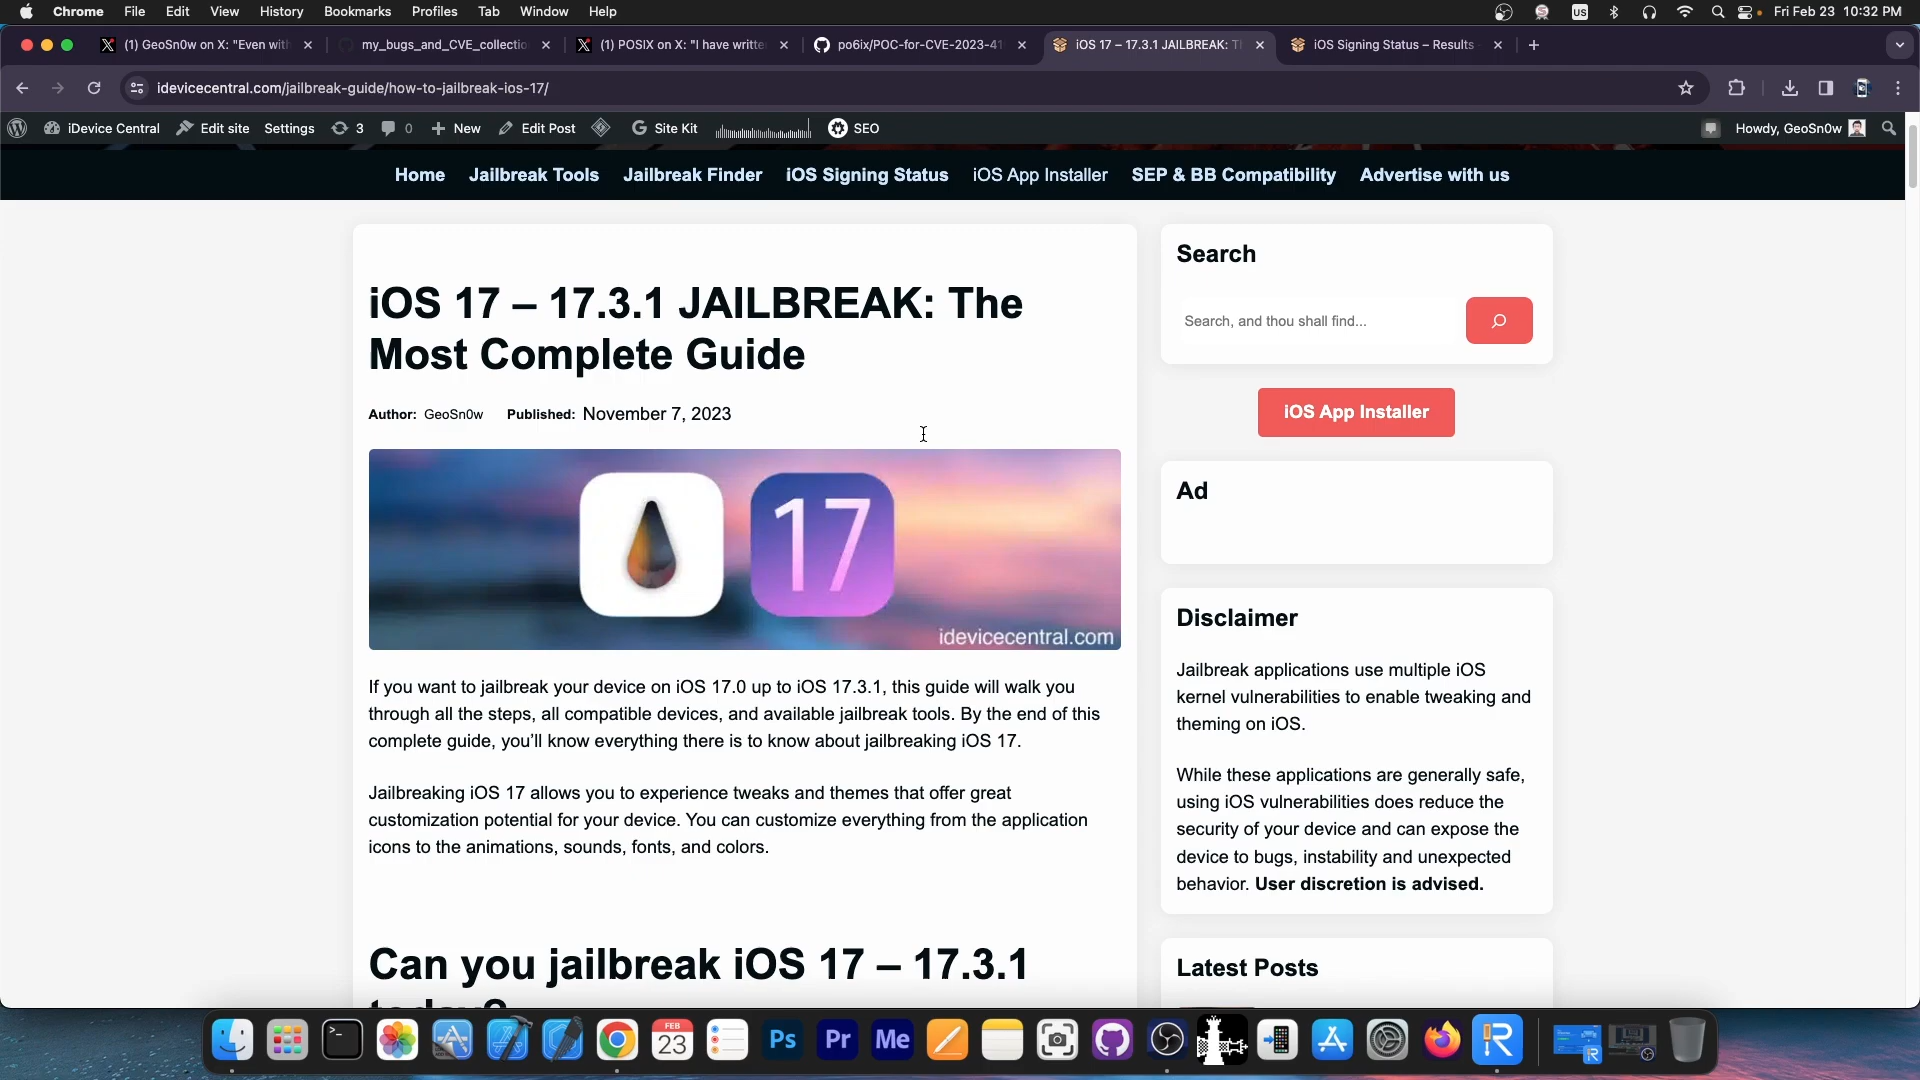 Chrome File Edit View History Bookmarks Profiles Tab Window Help US Fri Feb 23 10:32 PM
(1) GeoSn0w on X: "Even with my_bugs_and_CVE_collectio (1) POSIX on X: "I have writte po6ix/POC-for-CVE-2023-41 iOS 17 – 17.3.1 JAILBREAK: T iOS Signing Status – Results
idevicecentral.com/jailbreak-guide/how-to-jailbreak-ios-17/
iDevice Central Edit site Settings 3 0 New Edit Post Site Kit SEO Howdy, GeoSn0w
Home Jailbreak Tools Jailbreak Finder iOS Signing Status iOS App Installer SEP & BB Compatibility Advertise with us
iOS 17 – 17.3.1 JAILBREAK: The
Most Complete Guide
Author: GeoSn0w Published: November 7, 2023
17
idevicecentral.com
If you want to jailbreak your device on iOS 17.0 up to iOS 17.3.1, this guide will walk you
through all the steps, all compatible devices, and available jailbreak tools. By the end of this
complete guide, you’ll know everything there is to know about jailbreaking iOS 17.
Jailbreaking iOS 17 allows you to experience tweaks and themes that offer great
customization potential for your device. You can customize everything from the application
icons to the animations, sounds, fonts, and colors.
Can you jailbreak iOS 17 – 17.3.1
today?
Search
Search, and thou shall find...
iOS App Installer
Ad
Disclaimer
Jailbreak applications use multiple iOS
kernel vulnerabilities to enable tweaking and
theming on iOS.
While these applications are generally safe,
using iOS vulnerabilities does reduce the
security of your device and can expose the
device to bugs, instability and unexpected
behavior. User discretion is advised.
Latest Posts
FEB
23
Ps Pr Me